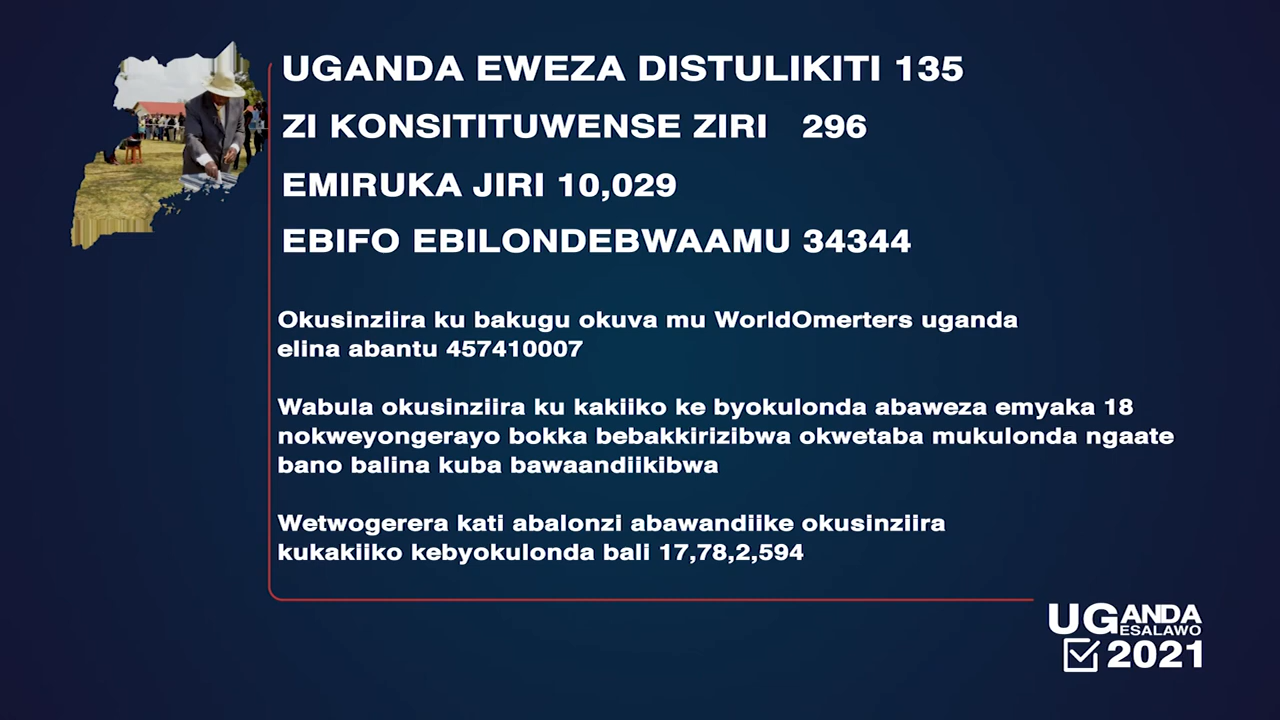 UGANDA EWEZA DISTULIKITI 135
ZI KONSITITUWENSE ZIRI 296
EMIRUKA JIRI 10,029
EBIFO EBILONDEBWAAMU 34344
Okusinziira ku bakugu okuva mu WorldOmerters uganda
elina abantu 457410007
Wabula okusinziira ku kakiiko ke byokulonda abaweza emyaka 18
nokweyongerayo bokka bebakkirizibwa okwetaba mukulonda ngaate
bano balina kuba bawaandiikibwa
Wetwogerera kati abalonzi abawandiike okusinziira
kukakiiko kebyokulonda bali 17,78,2,594
UGANDA
ESALAWO
2021